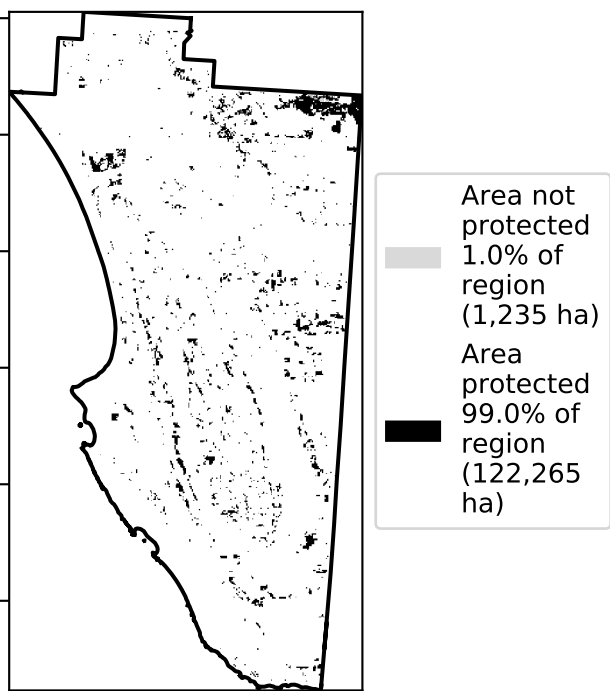 Area not
protected
1.0% of
region
(1,235 ha)
Area
protected
99.0% of
region
(122,265
ha)